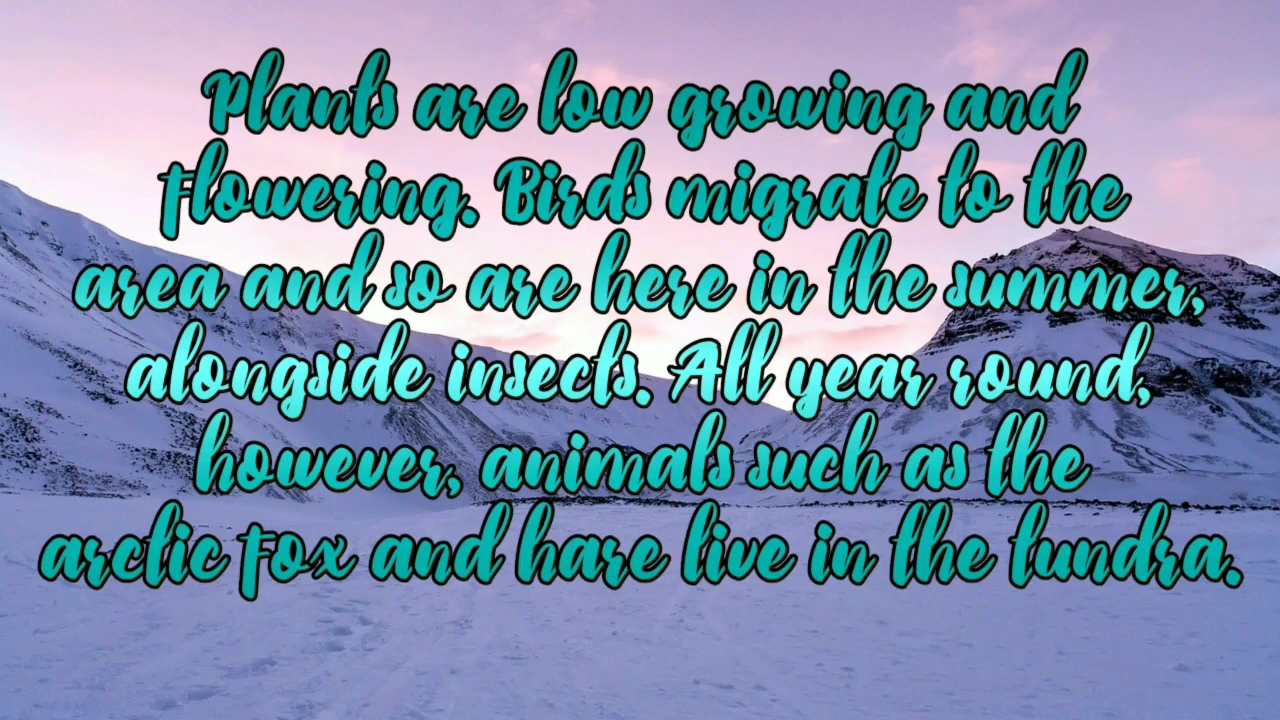 Plants are low growing and
flowering. Birds migrate to the
area and so are here in the summer,
alongside insects. All year round,
however, animals such as the
arctic fox and hare live in the tundra.